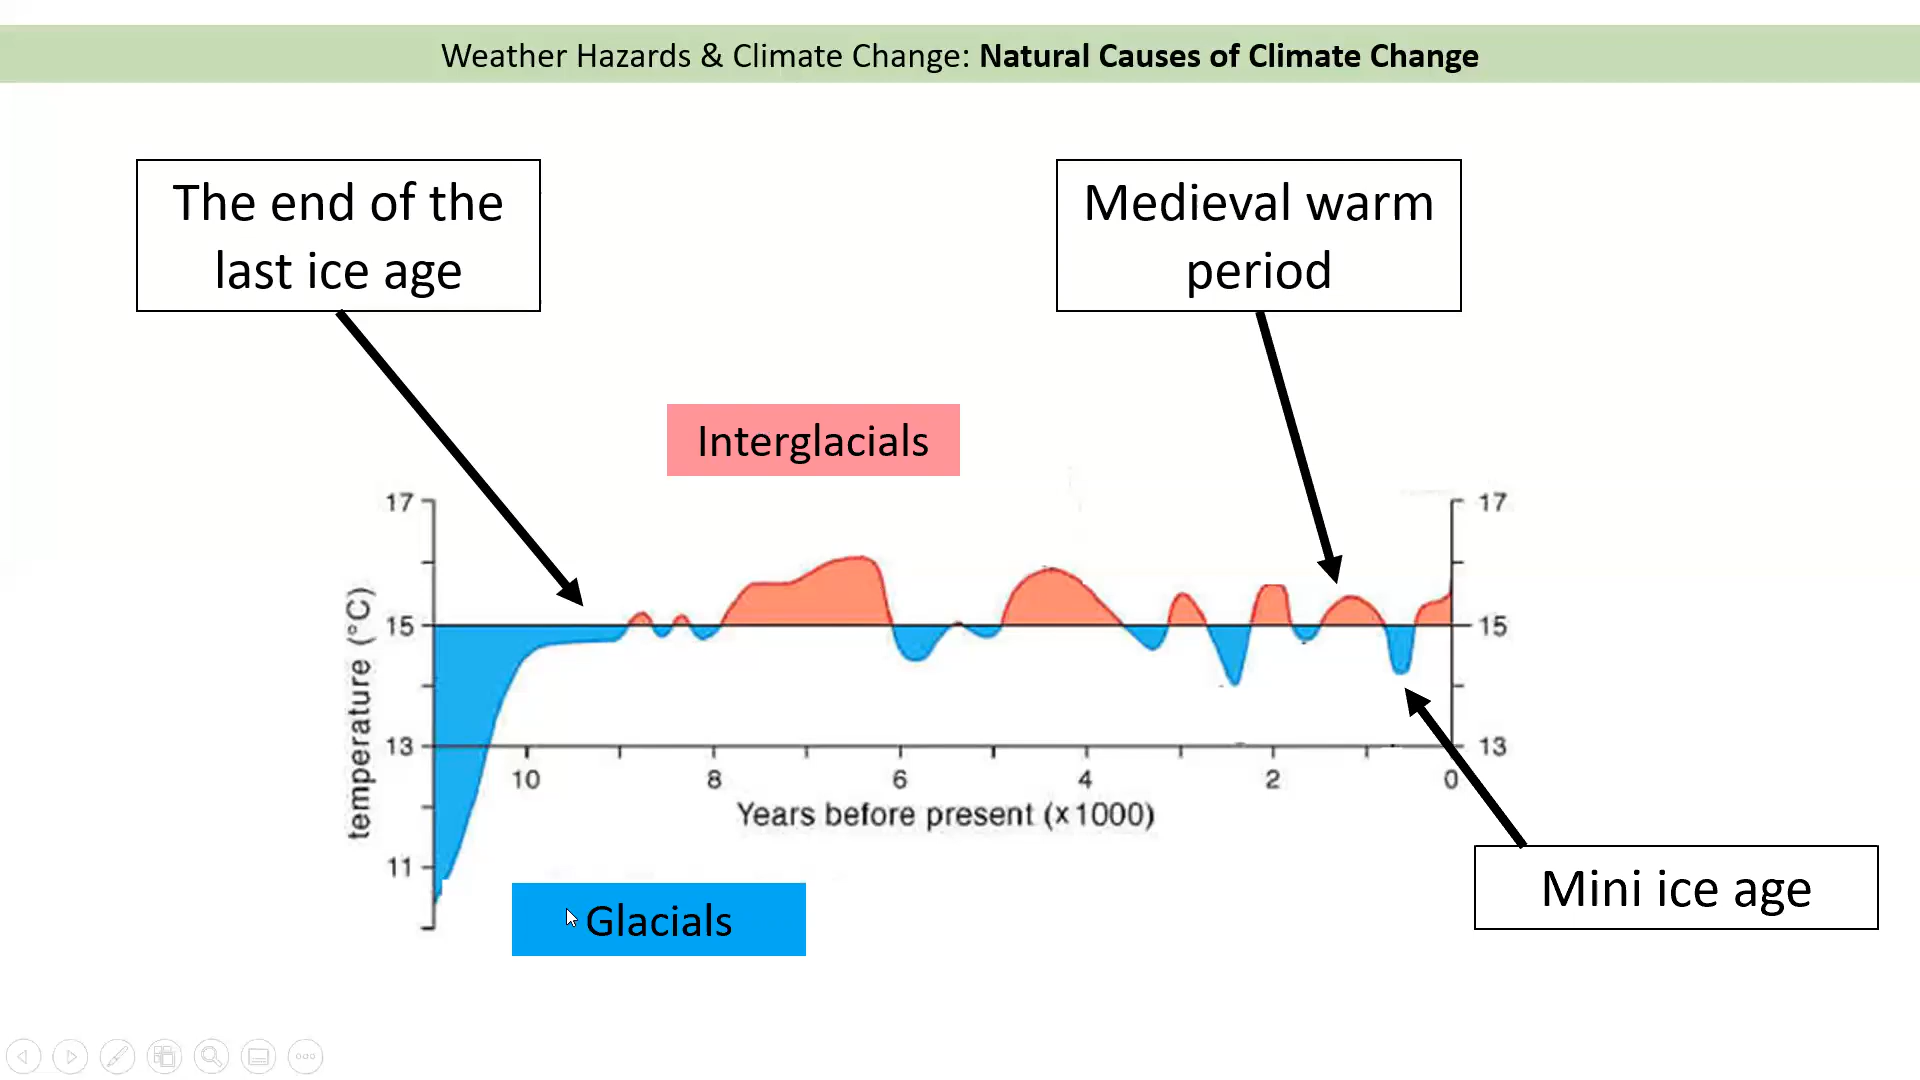 Weather Hazards & Climate Change: Natural Causes of Climate Change
The end of the
last ice age
Medieval warm
period
Interglacials
17
15
13
11
temperature (°C)
17
15
13
10 8 6 4 2 0
Years before present (x1000)
Glacials
Mini ice age